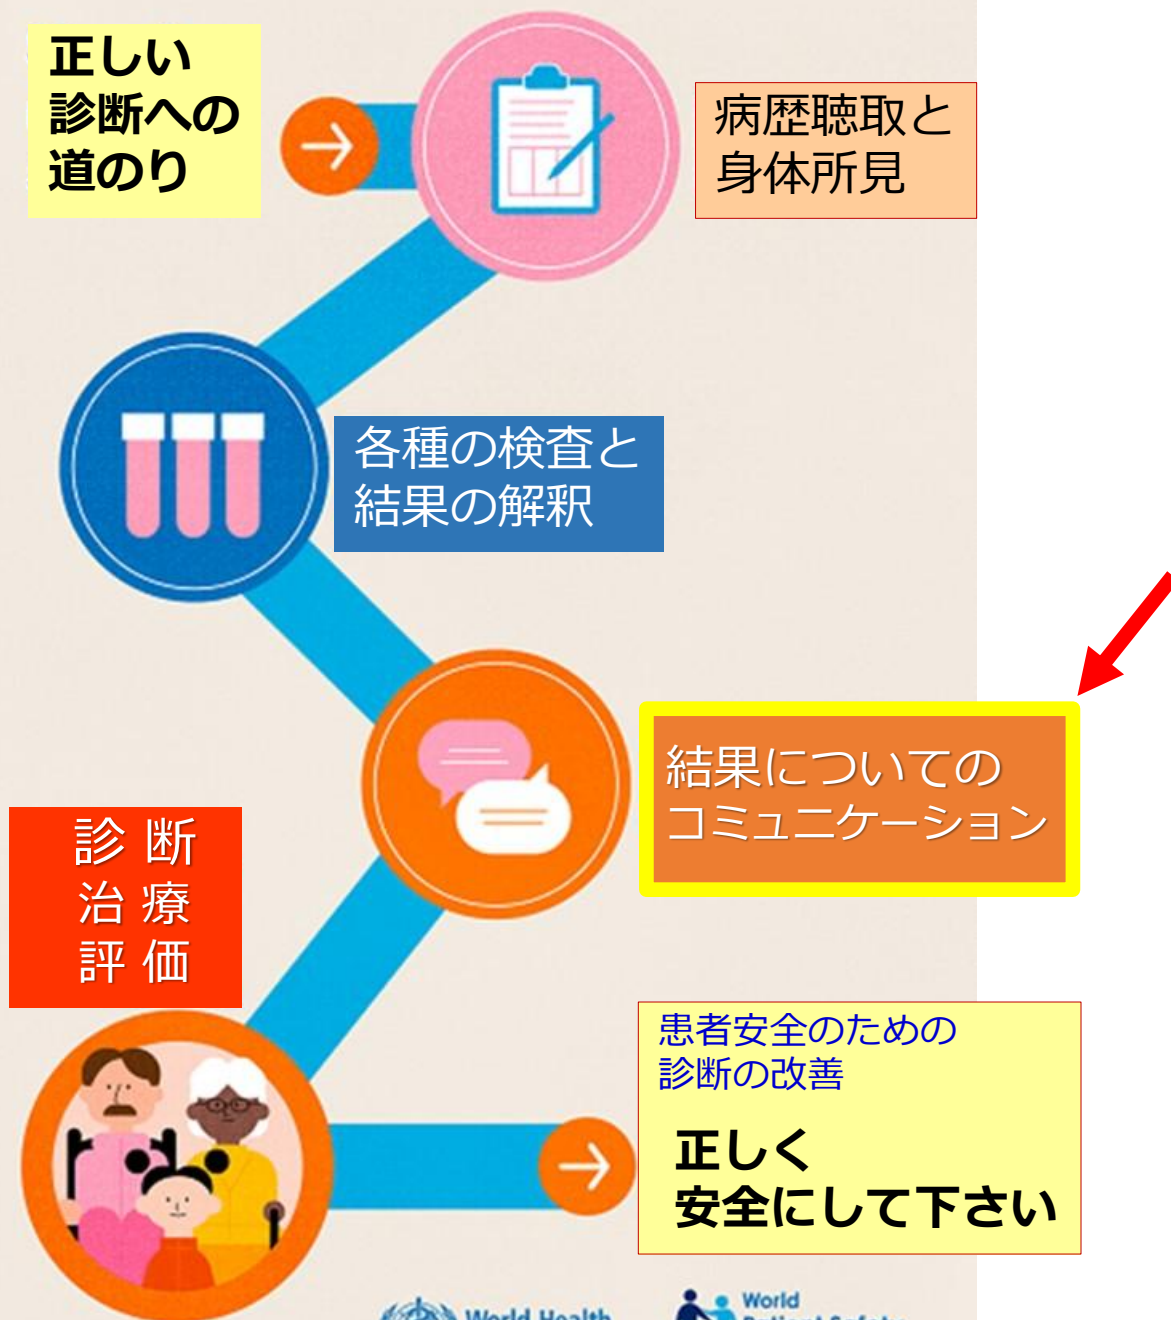 正しい
診断への
道のり
病歴聴取と
身体所見
各種の検査と
結果の解釈
結果についての
コミュニケーション
診 断
治 療
評 価
患者安全のための
診断の改善
正しく
安全にして下さい
World Health
World
Patient Safety